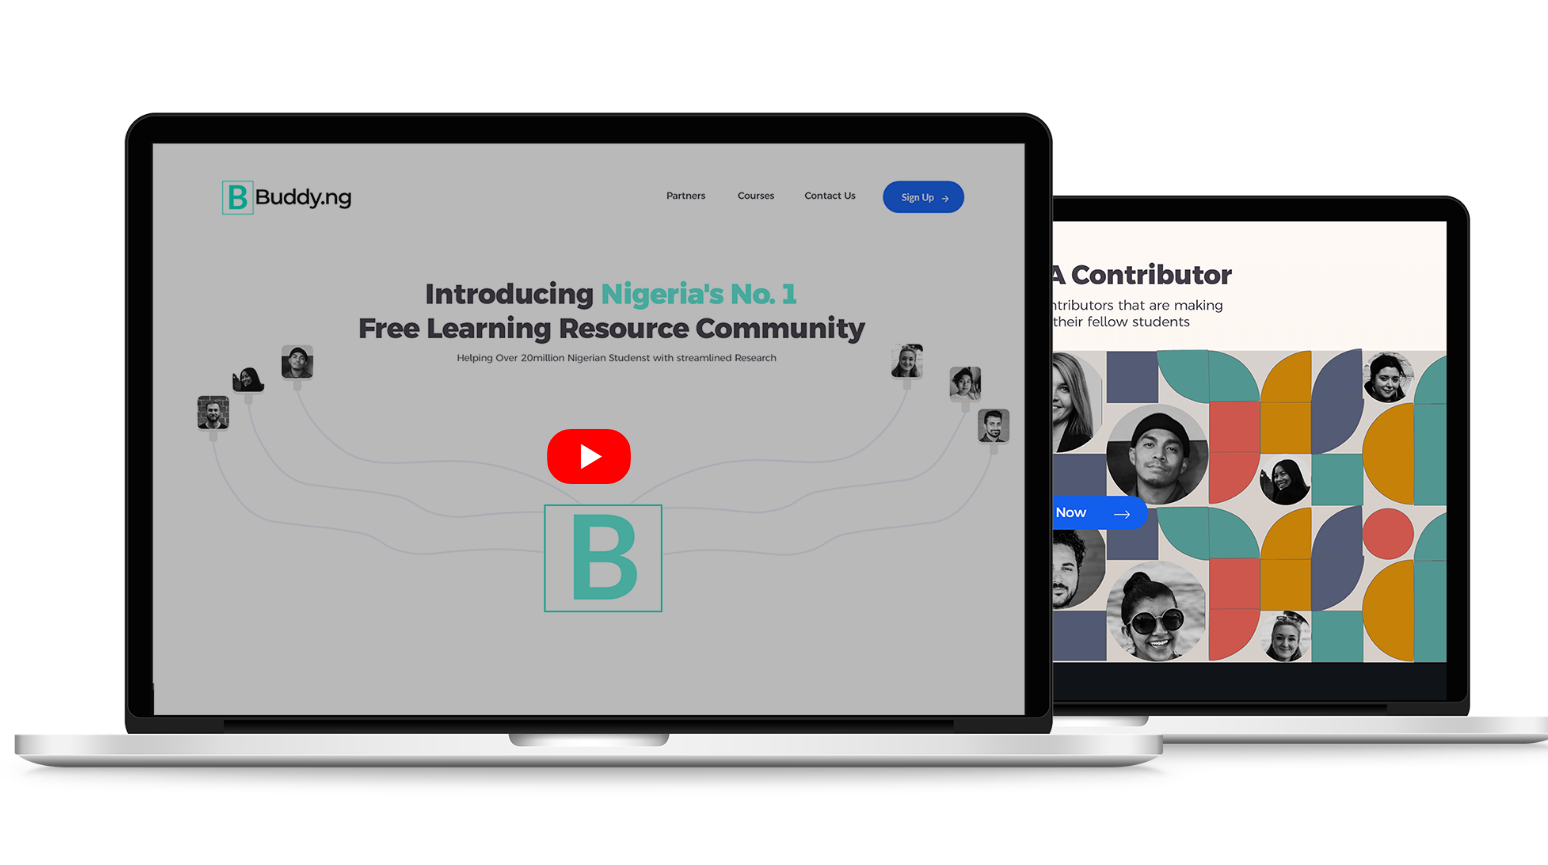 B Buddy.ng
Partners Courses Contact Us Sign Up
Introducing Nigeria's No. 1
Free Learning Resource Community
Helping Over 20million Nigerian Studenst with streamlined Research
B
A Contributor
ntributors that are making
their fellow students
Now